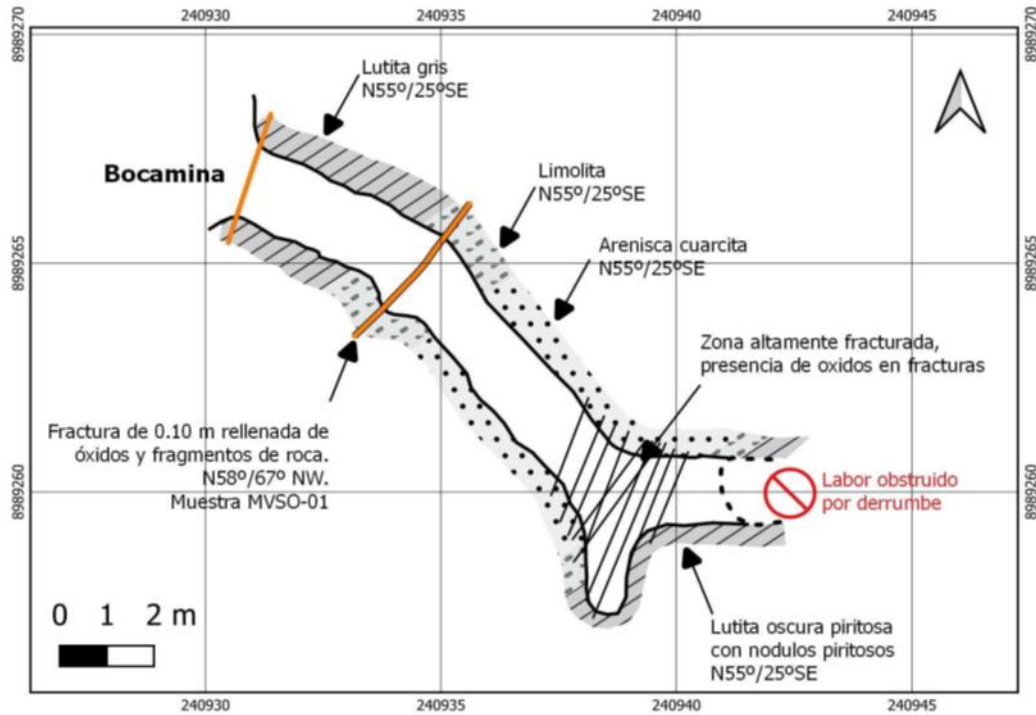 240930
240935
240940
240945
8989270
8989270
Lutita gris
N55º/25ºSE
Bocamina
Limolita
N55º/25ºSE
Arenisca cuarcita
N55º/25ºSE
8989265
8989265
Zona altamente fracturada,
presencia de oxidos en fracturas
Fractura de 0.10 m rellenada de
óxidos y fragmentos de roca.
N58º/67º NW.
Muestra MVSO-01
Labor obstruido
por derrumbe
8989260
8989260
0 1 2 m
Lutita oscura piritosa
con nodulos piritosos
N55º/25ºSE
240930
240935
240940
240945